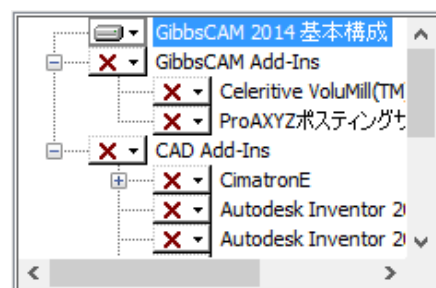 GibbsCAM 2014 基本構成
GibbsCAM Add-Ins
Celeritive VoluMill(TM
ProAXYZポスティングサ
CAD Add-Ins
CimatronE
Autodesk Inventor 20
Autodesk Inventor 20